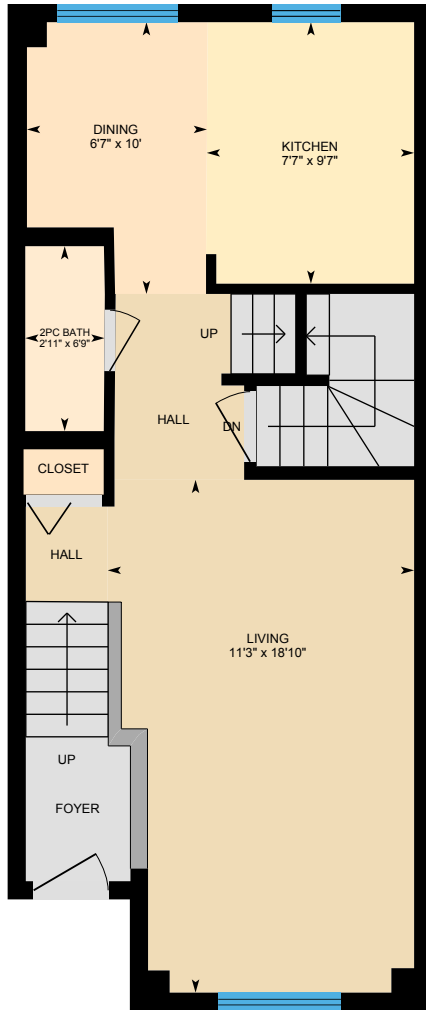 DINING
6'7" x 10'
KITCHEN
7'7" x 9'7"
2PC BATH
2'11" x 6'9"
UP
HALL
DN
CLOSET
HALL
LIVING
11'3" x 18'10"
UP
FOYER